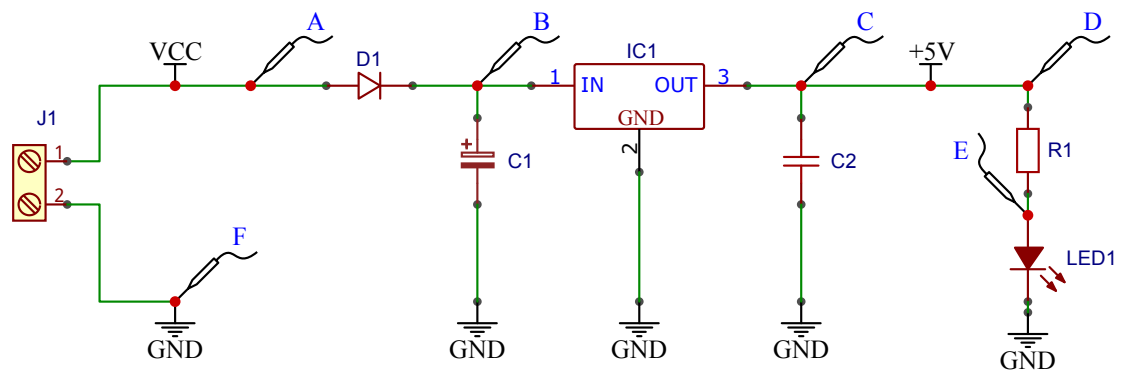 A
B
C
D
VCC
D1
IC1
+5V
1
IN
OUT
3
GND
J1
1
+
2
C1
C2
E
R1
2
F
LED1
GND
GND
GND
GND
GND